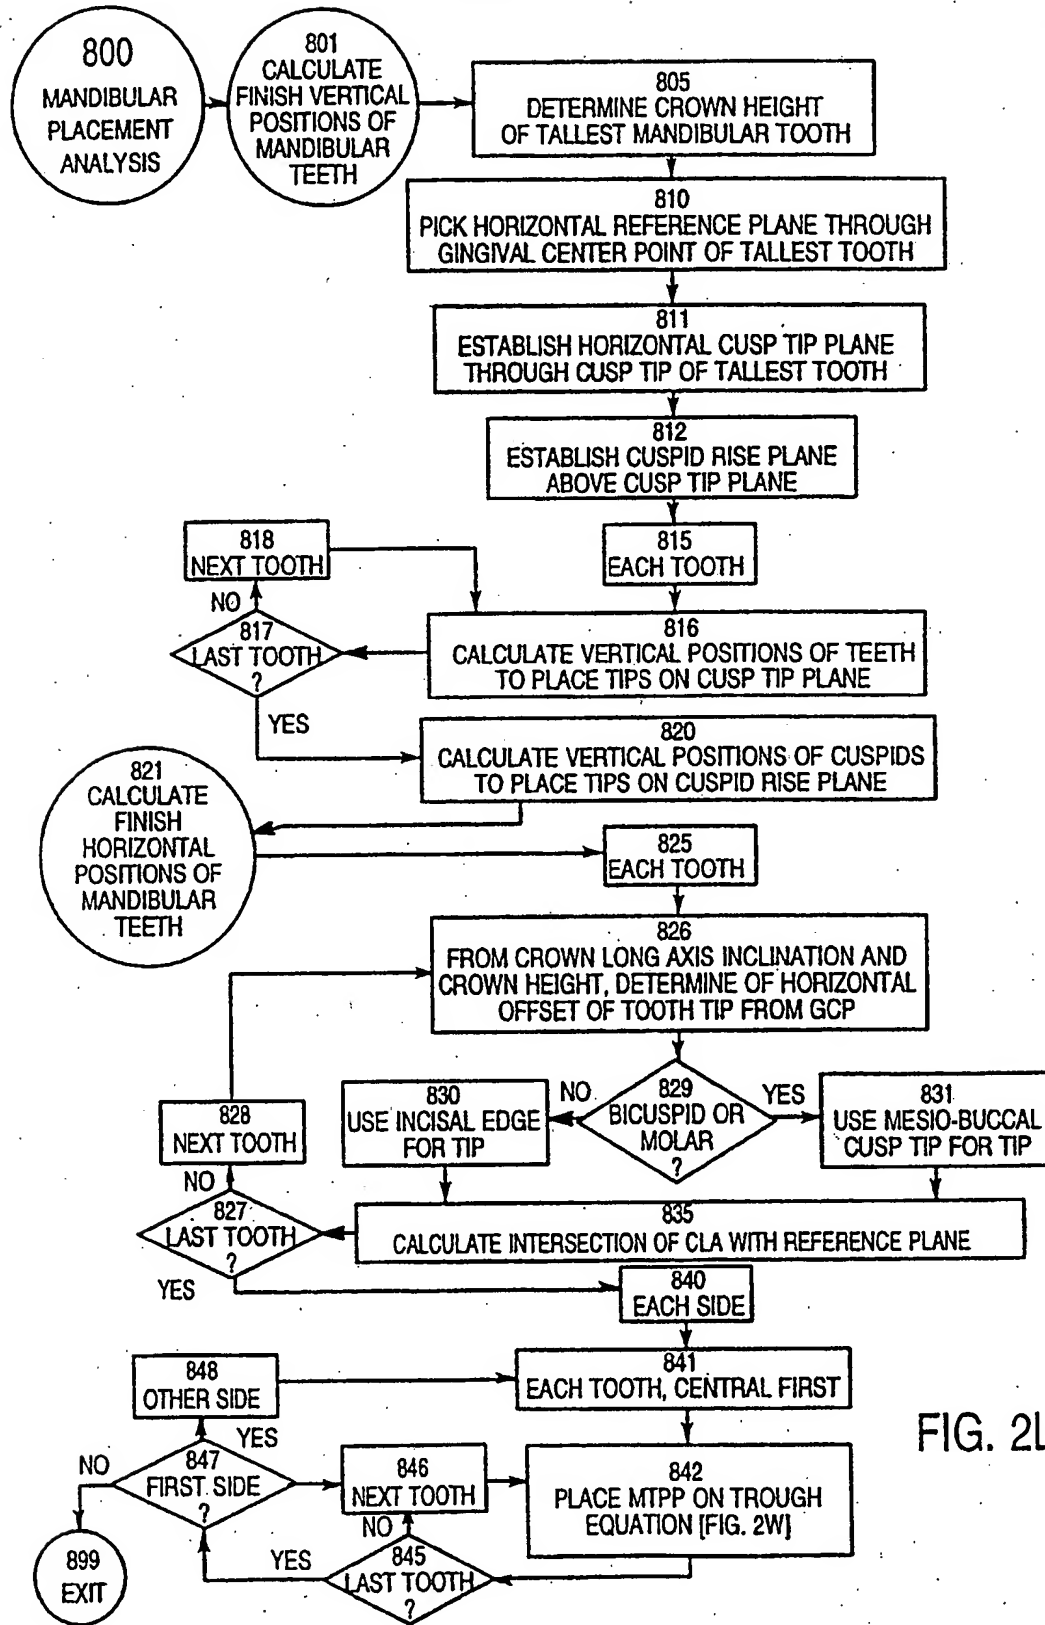 800
MANDIBULAR
PLACEMENT
ANALYSIS
801
CALCULATE
FINISH VERTICAL
POSITIONS OF
MANDIBULAR
TEETH
805
DETERMINE CROWN HEIGHT
OF TALLEST MANDIBULAR TOOTH
810
PICK HORIZONTAL REFERENCE PLANE THROUGH
GINGIVAL CENTER POINT OF TALLEST TOOTH
811
ESTABLISH HORIZONTAL CUSP TIP PLANE
THROUGH CUSP TIP OF TALLEST TOOTH
812
ESTABLISH CUSPID RISE PLANE
ABOVE CUSP TIP PLANE
815
EACH TOOTH
818
NEXT TOOTH
NO
817
LAST TOOTH
?
YES
816
CALCULATE VERTICAL POSITIONS OF TEETH
TO PLACE TIPS ON CUSP TIP PLANE
820
CALCULATE VERTICAL POSITIONS OF CUSPIDS
TO PLACE TIPS ON CUSPID RISE PLANE
821
CALCULATE
FINISH
HORIZONTAL
POSITIONS OF
MANDIBULAR
TEETH
825
EACH TOOTH
826
FROM CROWN LONG AXIS INCLINATION AND
CROWN HEIGHT, DETERMINE OF HORIZONTAL
OFFSET OF TOOTH TIP FROM GCP
829
BICUSPID OR
MOLAR
?
NO
YES
830
USE INCISAL EDGE
FOR TIP
831
USE MESIO-BUCCAL
CUSP TIP FOR TIP
828
NEXT TOOTH
NO
827
LAST TOOTH
?
YES
835
CALCULATE INTERSECTION OF CLA WITH REFERENCE PLANE
840
EACH SIDE
841
EACH TOOTH, CENTRAL FIRST
848
OTHER SIDE
YES
847
FIRST SIDE
?
NO
846
NEXT TOOTH
NO
842
PLACE MTPP ON TROUGH
EQUATION [FIG. 2W]
845
LAST TOOTH
?
YES
899
EXIT
FIG. 2L